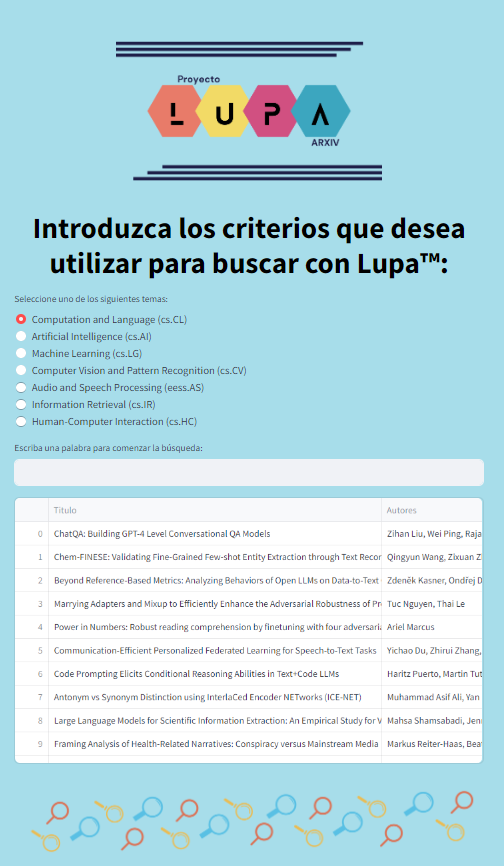 Proyecto
LUPA
ARXIV
Introduzca los criterios que desea
utilizar para buscar con Lupa™:
Seleccione uno de los siguientes temas:
Computation and Language (cs.CL)
Artificial Intelligence (cs.AI)
Machine Learning (cs.LG)
Computer Vision and Pattern Recognition (cs.CV)
Audio and Speech Processing (eess.AS)
Information Retrieval (cs.IR)
Human-Computer Interaction (cs.HC)
Escriba una palabra para comenzar la búsqueda:
Titulo Autores
0 ChatQA: Building GPT-4 Level Conversational QA Models Zihan Liu, Wei Ping, Raja
1 Chem-FINESE: Validating Fine-Grained Few-shot Entity Extraction through Text Recor Qingyun Wang, Zixuan Z
2 Beyond Reference-Based Metrics: Analyzing Behaviors of Open LLMs on Data-to-Text Zdeněk Kasner, Ondřej D
3 Marrying Adapters and Mixup to Efficiently Enhance the Adversarial Robustness of Pr Tuc Nguyen, Thai Le
4 Power in Numbers: Robust reading comprehension by finetuning with four adversaria Ariel Marcus
5 Communication-Efficient Personalized Federated Learning for Speech-to-Text Tasks Yichao Du, Zhirui Zhang,
6 Code Prompting Elicits Conditional Reasoning Abilities in Text+Code LLMs Haritz Puerto, Martin Tut
7 Antonym vs Synonym Distinction using InterlaCed Encoder NETworks (ICE-NET) Muhammad Asif Ali, Yan
8 Large Language Models for Scientific Information Extraction: An Empirical Study for V Mahsa Shamsabadi, Jen
9 Framing Analysis of Health-Related Narratives: Conspiracy versus Mainstream Media Markus Reiter-Haas, Bea